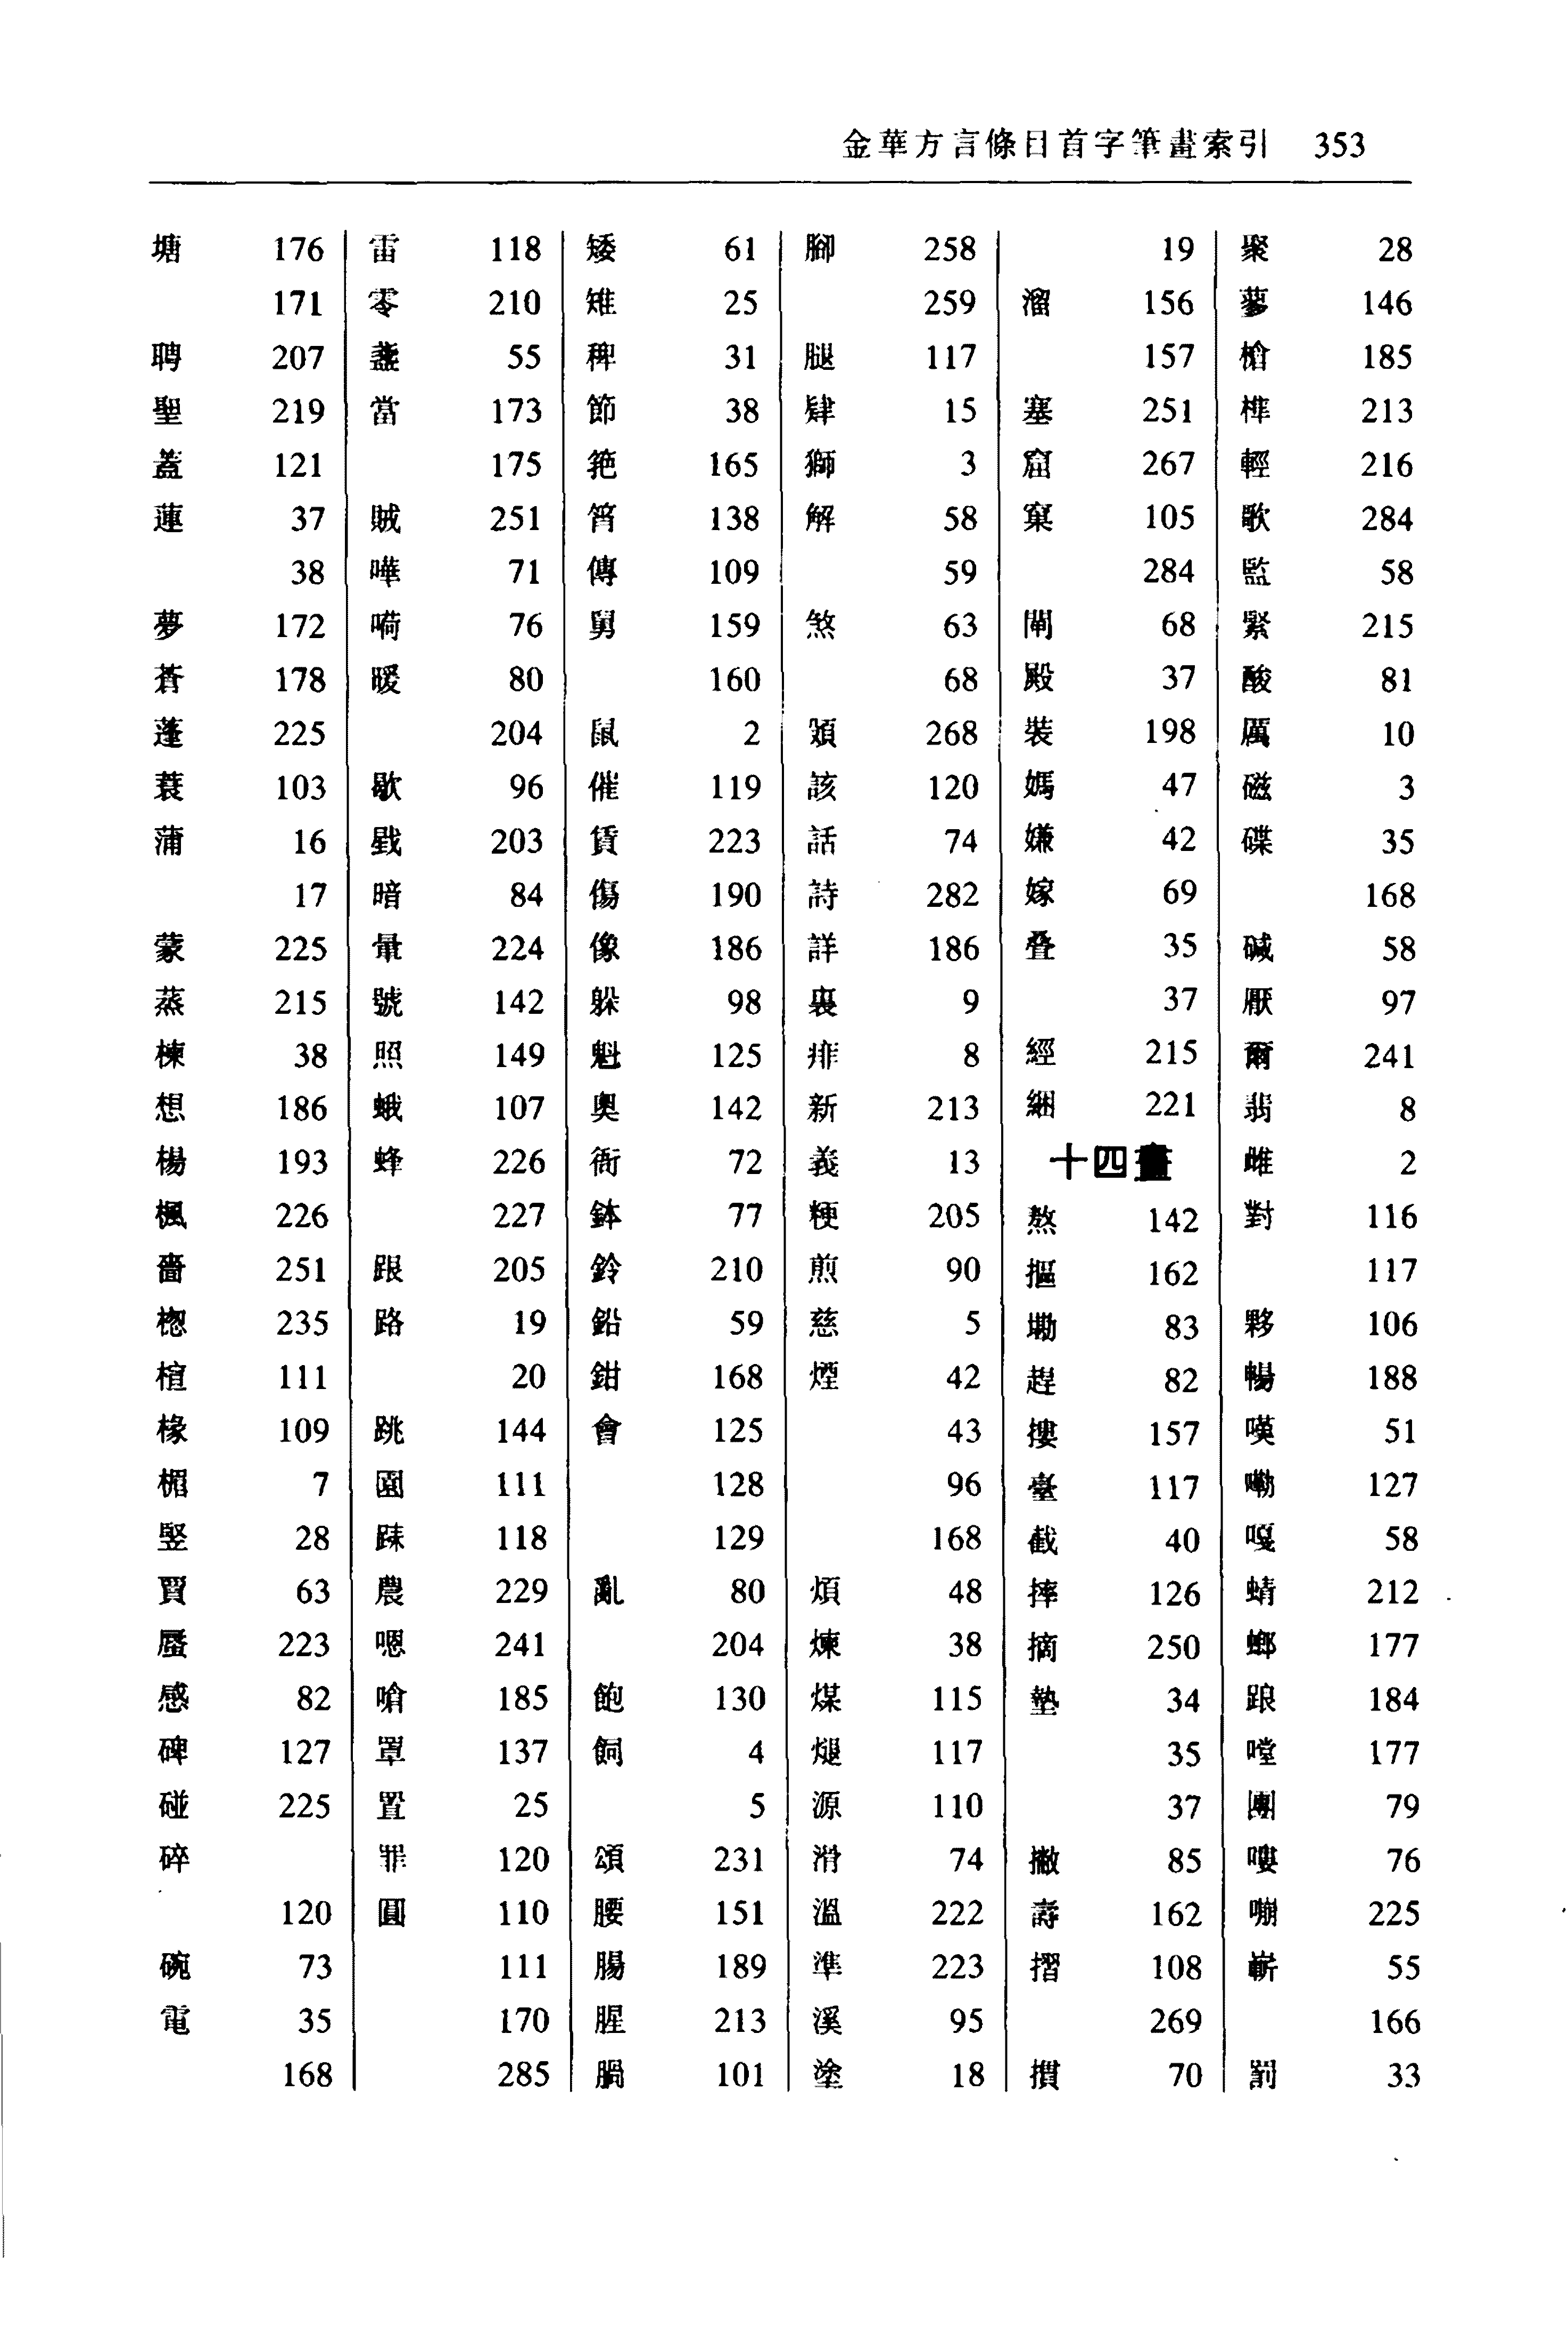 金華方言條目首字筆畫索引 353
塘 176
171
聘 207
聖 219
蓋 121
蓮 37
38
夢 172
蒼 178
蓬 225
蓑 103
蒲 16
17
蒙 225
蒸 215
楝 38
想 186
楊 193
楓 226
嗇 251
楤 235
楦 111
椽 109
楣 7
竪 28
賈 63
蜃 223
感 82
碑 127
碰 225
碎
120
碗 73
電 35
168
雷 118
零 210
盞 55
當 173
175
賊 251
嘩 71
嗬 76
暖 80
204
歇 96
戥 203
暗 84
暈 224
號 142
照 149
蛾 107
蜂 226
227
跟 205
路 19
20
跳 144
園 111
跊 118
農 229
嗯 241
嗆 185
罩 137
置 25
罪 120
圓 110
111
170
285
矮 61
雉 25
稗 31
節 38
筢 165
筲 138
傳 109
舅 159
160
鼠 2
催 119
賃 223
傷 190
像 186
躲 98
魁 125
奥 142
衙 72
鉢 77
鈴 210
鉛 59
鉗 168
會 125
128
129
亂 80
204
飽 130
飼 4
5
頌 231
腰 151
腸 189
腥 213
腡 101
腳 258
259
腿 117
肆 15
獅 3
解 58
59
煞 63
68
頒 268
該 120
話 74
詩 282
詳 186
裏 9
痱 8
新 213
義 13
粳 205
煎 90
慈 5
煙 42
43
96
168
煩 48
煉 38
煤 115
煺 117
源 110
滑 74
溫 222
準 223
溪 95
塗 18
19
溜 156
157
塞 251
窟 267
窠 105
284
閘 68
殿 37
裝 198
媽 47
嫌 42
嫁 69
叠 35
37
經 215
綑 221
十四畫
熬 142
摳 162
墈 83
趕 82
摟 157
臺 117
截 40
摔 126
摘 250
墊 34
35
37
撇 85
壽 162
摺 108
269
摜 70
聚 28
蓼 146
槍 185
榫 213
輕 216
歌 284
監 58
緊 215
酸 81
厲 10
磁 3
碟 35
168
碱 58
厭 97
爾 241
翡 8
雌 2
對 116
117
夥 106
暢 188
嘆 51
嘞 127
嘎 58
蜻 212
螂 177
踉 184
嘡 177
團 79
嘍 76
嘣 225
嶄 55
166
罰 33